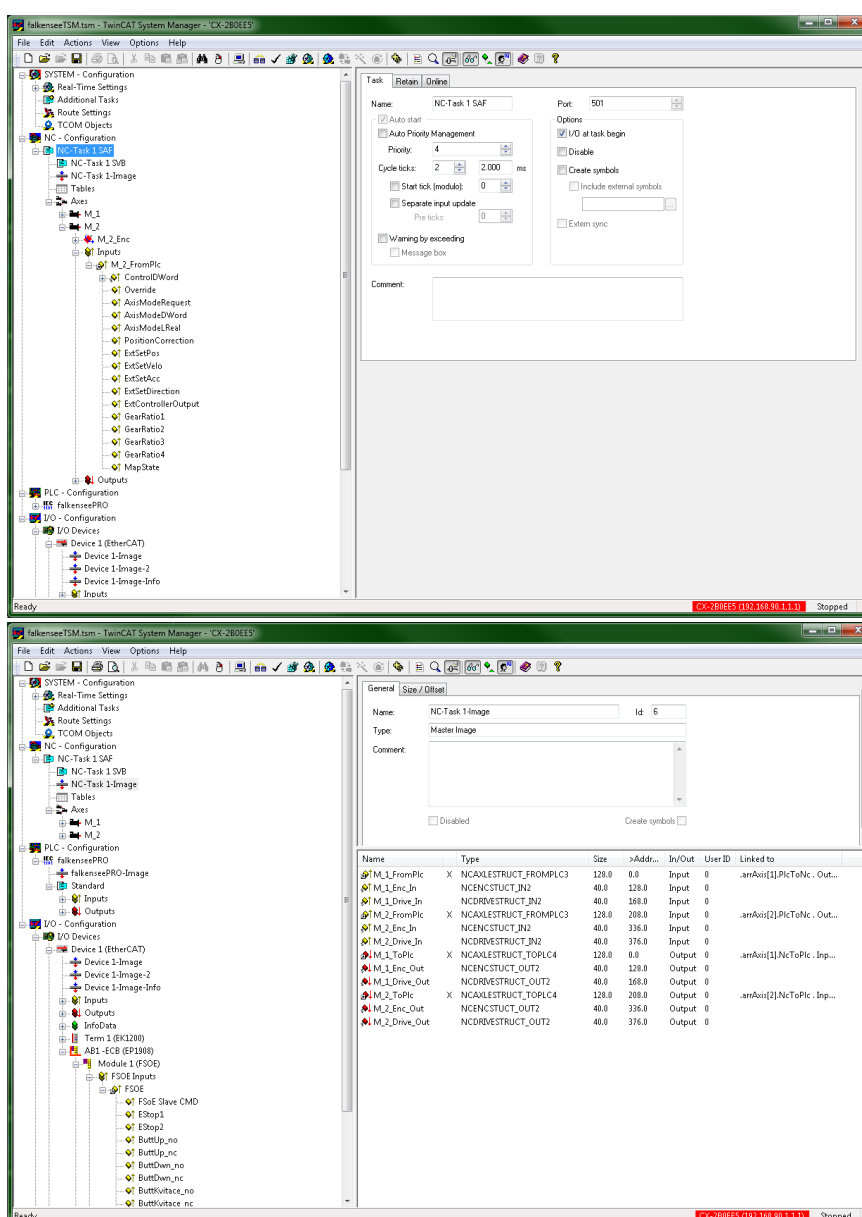 falkenseeTSM.tsm - TwinCAT System Manager - 'CX-2B0EE5'
File Edit Actions View Options Help
SYSTEM - Configuration
Real-Time Settings
Additional Tasks
Route Settings
TCOM Objects
NC - Configuration
NC-Task 1 SAF
NC-Task 1 SVB
NC-Task 1-Image
Tables
Axes
M_1
M_2
M_2_Enc
Inputs
M_2_FromPlc
ControlDWord
Override
AxisModeRequest
AxisModeDWord
AxisModeLReal
PositionCorrection
ExtSetPos
ExtSetVelo
ExtSetAcc
ExtSetDirection
ExtControllerOutput
GearRatio1
GearRatio2
GearRatio3
GearRatio4
MapState
Outputs
PLC - Configuration
falkenseePRO
I/O - Configuration
I/O Devices
Device 1 (EtherCAT)
Device 1-Image
Device 1-Image-2
Device 1-Image-Info
Inputs
Task Retain Online
Name: NC-Task 1 SAF Port: 501
Auto start Options
Auto Priority Management I/O at task begin
Priority: 4 Disable
Cycle ticks: 2 2.000 ms Create symbols
Start tick (modulo): 0 Include external symbols
Separate input update ...
Pre ticks: 0 Extern sync
Warning by exceeding
Message box
Comment:
Ready CX-2B0EE5 (192.168.90.1.1.1) Stopped
falkenseeTSM.tsm - TwinCAT System Manager - 'CX-2B0EE5'
File Edit Actions View Options Help
SYSTEM - Configuration
Real-Time Settings
Additional Tasks
Route Settings
TCOM Objects
NC - Configuration
NC-Task 1 SAF
NC-Task 1 SVB
NC-Task 1-Image
Tables
Axes
M_1
M_2
PLC - Configuration
falkenseePRO
falkenseePRO-Image
Standard
Inputs
Outputs
I/O - Configuration
I/O Devices
Device 1 (EtherCAT)
Device 1-Image
Device 1-Image-2
Device 1-Image-Info
Inputs
Outputs
InfoData
Term 1 (EK1200)
AB1 -ECB (EP1908)
Module 1 (FSOE)
FSOE Inputs
FSOE
FSoE Slave CMD
EStop1
EStop2
ButtUp_no
ButtUp_nc
ButtDwn_no
ButtDwn_nc
ButtKvitace_no
ButtKvitace_nc
General Size / Offset
Name: NC-Task 1-Image Id: 6
Type: Master Image
Comment:
Disabled Create symbols
Name Type Size >Addr... In/Out User ID Linked to
M_1_FromPlc X NCAXLESTRUCT_FROMPLC3 128.0 0.0 Input 0 .arrAxis[1].PlcToNc . Out...
M_1_Enc_In NCENCSTUCT_IN2 40.0 128.0 Input 0
M_1_Drive_In NCDRIVESTRUCT_IN2 40.0 168.0 Input 0
M_2_FromPlc X NCAXLESTRUCT_FROMPLC3 128.0 208.0 Input 0 .arrAxis[2].PlcToNc . Out...
M_2_Enc_In NCENCSTUCT_IN2 40.0 336.0 Input 0
M_2_Drive_In NCDRIVESTRUCT_IN2 40.0 376.0 Input 0
M_1_ToPlc X NCAXLESTRUCT_TOPLC4 128.0 0.0 Output 0 .arrAxis[1].NcToPlc . Inp...
M_1_Enc_Out NCENCSTUCT_OUT2 40.0 128.0 Output 0
M_1_Drive_Out NCDRIVESTRUCT_OUT2 40.0 168.0 Output 0
M_2_ToPlc X NCAXLESTRUCT_TOPLC4 128.0 208.0 Output 0 .arrAxis[2].NcToPlc . Inp...
M_2_Enc_Out NCENCSTUCT_OUT2 40.0 336.0 Output 0
M_2_Drive_Out NCDRIVESTRUCT_OUT2 40.0 376.0 Output 0
Ready CX-2B0EE5 (192.168.90.1.1.1) Stopped